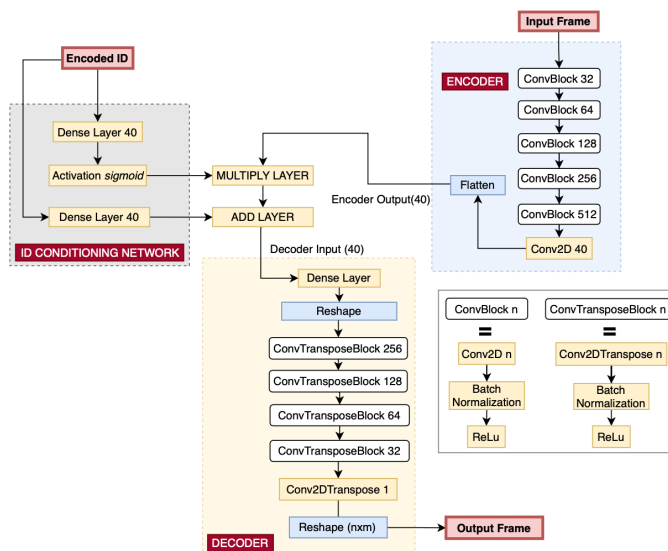 Encoded ID
Dense Layer 40
Activation sigmoid
Dense Layer 40
ID CONDITIONING NETWORK
MULTIPLY LAYER
ADD LAYER
Input Frame
ENCODER
ConvBlock 32
ConvBlock 64
ConvBlock 128
ConvBlock 256
ConvBlock 512
Conv2D 40
Flatten
Encoder Output(40)
Decoder Input (40)
Dense Layer
Reshape
ConvTransposeBlock 256
ConvTransposeBlock 128
ConvTransposeBlock 64
ConvTransposeBlock 32
Conv2DTranspose 1
Reshape (nxm)
DECODER
Output Frame
ConvBlock n
=
Conv2D n
Batch
Normalization
ReLu
ConvTransposeBlock n
=
Conv2DTranspose n
Batch
Normalization
ReLu